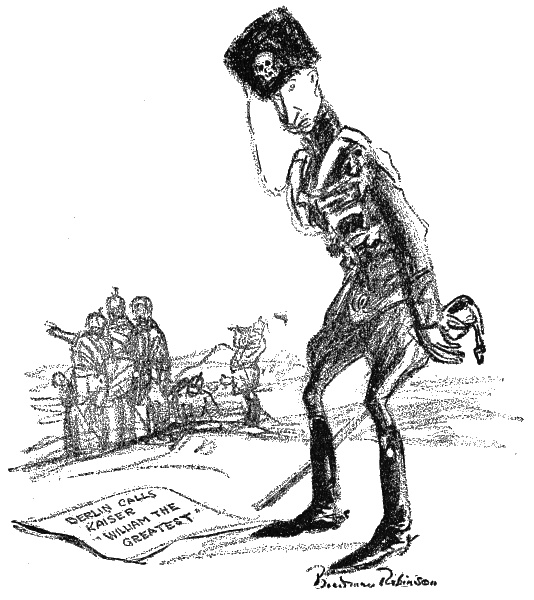 BERLIN CALLS
KAISER
"WILLIAM THE
GREATEST"
Boardman Robinson